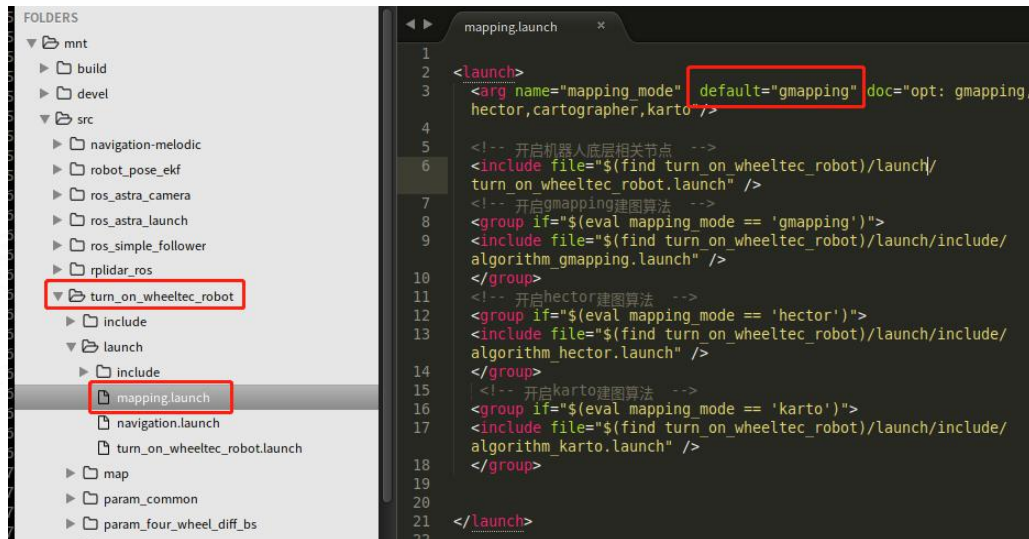 FOLDERS
mnt
build
devel
src
navigation-melodic
robot_pose_ekf
ros_astra_camera
ros_astra_launch
ros_simple_follower
rplidar_ros
turn_on_wheeltec_robot
include
launch
include
mapping.launch
navigation.launch
turn_on_wheeltec_robot.launch
map
param_common
param_four_wheel_diff_bs
mapping.launch ×
1
2 <launch>
3 <arg name="mapping_mode" default="gmapping" doc="opt: gmapping,
hector,cartographer,karto"/>
4
5 <!-- 开启机器人底层相关节点 -->
6 <include file="$(find turn_on_wheeltec_robot)/launch/
turn_on_wheeltec_robot.launch" />
7 <!-- 开启gmapping建图算法 -->
8 <group if="$(eval mapping_mode == 'gmapping')">
9 <include file="$(find turn_on_wheeltec_robot)/launch/include/
algorithm_gmapping.launch" />
10 </group>
11 <!-- 开启hector建图算法 -->
12 <group if="$(eval mapping_mode == 'hector')">
13 <include file="$(find turn_on_wheeltec_robot)/launch/include/
algorithm_hector.launch" />
14 </group>
15 <!-- 开启karto建图算法 -->
16 <group if="$(eval mapping_mode == 'karto')">
17 <include file="$(find turn_on_wheeltec_robot)/launch/include/
algorithm_karto.launch" />
18 </group>
19
20
21 </launch>